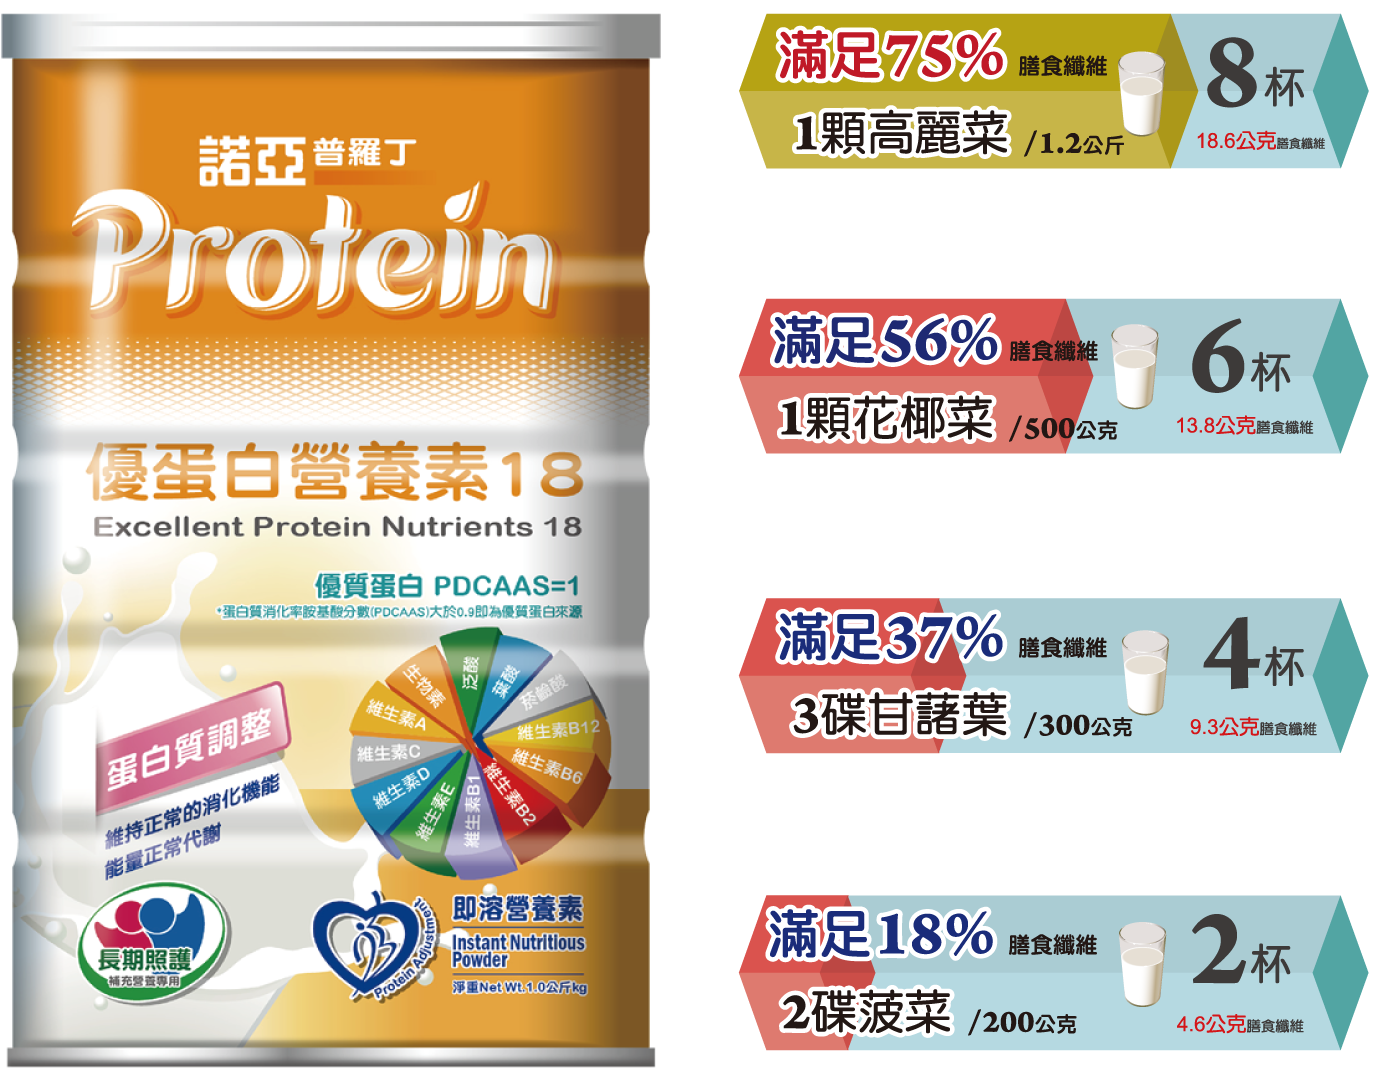 諾亞普羅丁
Protein
優蛋白營養素18
Excellent Protein Nutrients 18
優質蛋白 PDCAAS=1
*蛋白質消化率胺基酸分數(PDCAAS)大於0.9即為優質蛋白來源
泛酸
葉酸
菸鹼酸
維生素B12
維生素B6
維生素B2
維生素B1
維生素E
維生素D
維生素C
維生素A
生物素
蛋白質調整
維持正常的消化機能
能量正常代謝
長期照護
補充營養專用
Protein Adjustment
即溶營養素
Instant Nutritious
Powder
淨重Net Wt.1.0公斤kg
滿足75% 膳食纖維
1顆高麗菜 /1.2公斤
8杯
18.6公克膳食纖維
滿足56% 膳食纖維
1顆花椰菜 /500公克
6杯
13.8公克膳食纖維
滿足37% 膳食纖維
3碟甘藷葉 /300公克
4杯
9.3公克膳食纖維
滿足18% 膳食纖維
2碟菠菜 /200公克
2杯
4.6公克膳食纖維